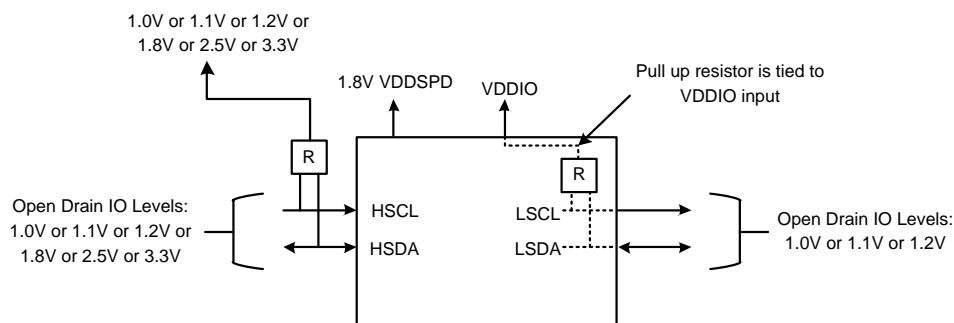 1.0V or 1.1V or 1.2V or
1.8V or 2.5V or 3.3V
1.8V VDDSPD
VDDIO
Pull up resistor is tied to
VDDIO input
R
R
Open Drain IO Levels:
1.0V or 1.1V or 1.2V or
1.8V or 2.5V or 3.3V
HSCL
HSDA
LSCL
LSDA
Open Drain IO Levels:
1.0V or 1.1V or 1.2V